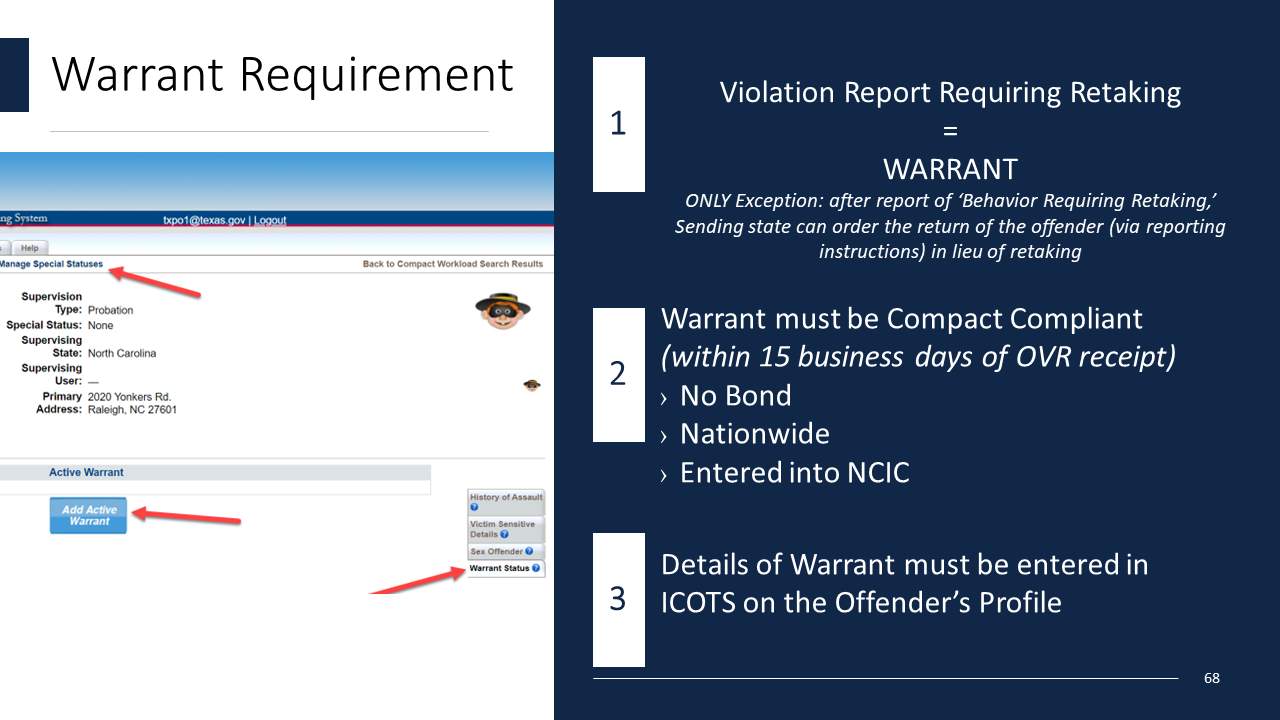 Warrant Requirement
ng System
txpo1@texas.gov | Logout
s Help
Manage Special Statuses
Back to Compact Workload Search Results
Supervision
Type: Probation
Special Status: None
Supervising
State: North Carolina
Supervising
User: —
Primary 2020 Yonkers Rd.
Address: Raleigh, NC 27601
Active Warrant
Add Active
Warrant
History of Assault
?
Victim Sensitive
Details ?
Sex Offender ?
Warrant Status ?
1
Violation Report Requiring Retaking
=
WARRANT
ONLY Exception: after report of ‘Behavior Requiring Retaking,’
Sending state can order the return of the offender (via reporting
instructions) in lieu of retaking
2
Warrant must be Compact Compliant
(within 15 business days of OVR receipt)
› No Bond
› Nationwide
› Entered into NCIC
3
Details of Warrant must be entered in
ICOTS on the Offender’s Profile
68